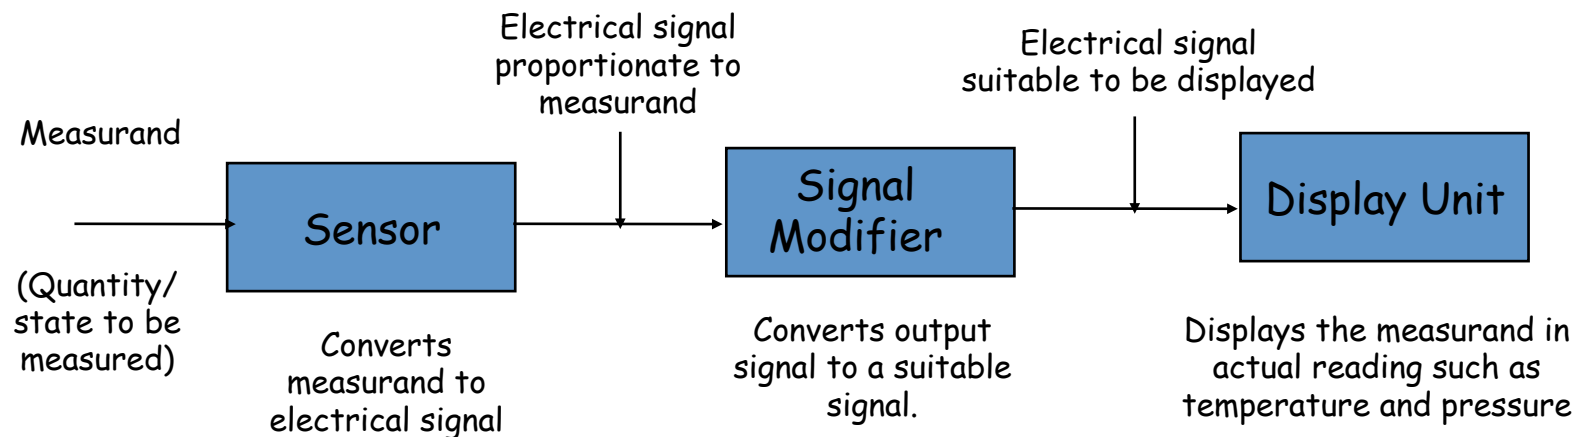 Measurand
(Quantity/
state to be
measured)
Sensor
Converts
measurand to
electrical signal
Electrical signal
proportionate to
measurand
Signal
Modifier
Converts output
signal to a suitable
signal.
Electrical signal
suitable to be displayed
Display Unit
Displays the measurand in
actual reading such as
temperature and pressure